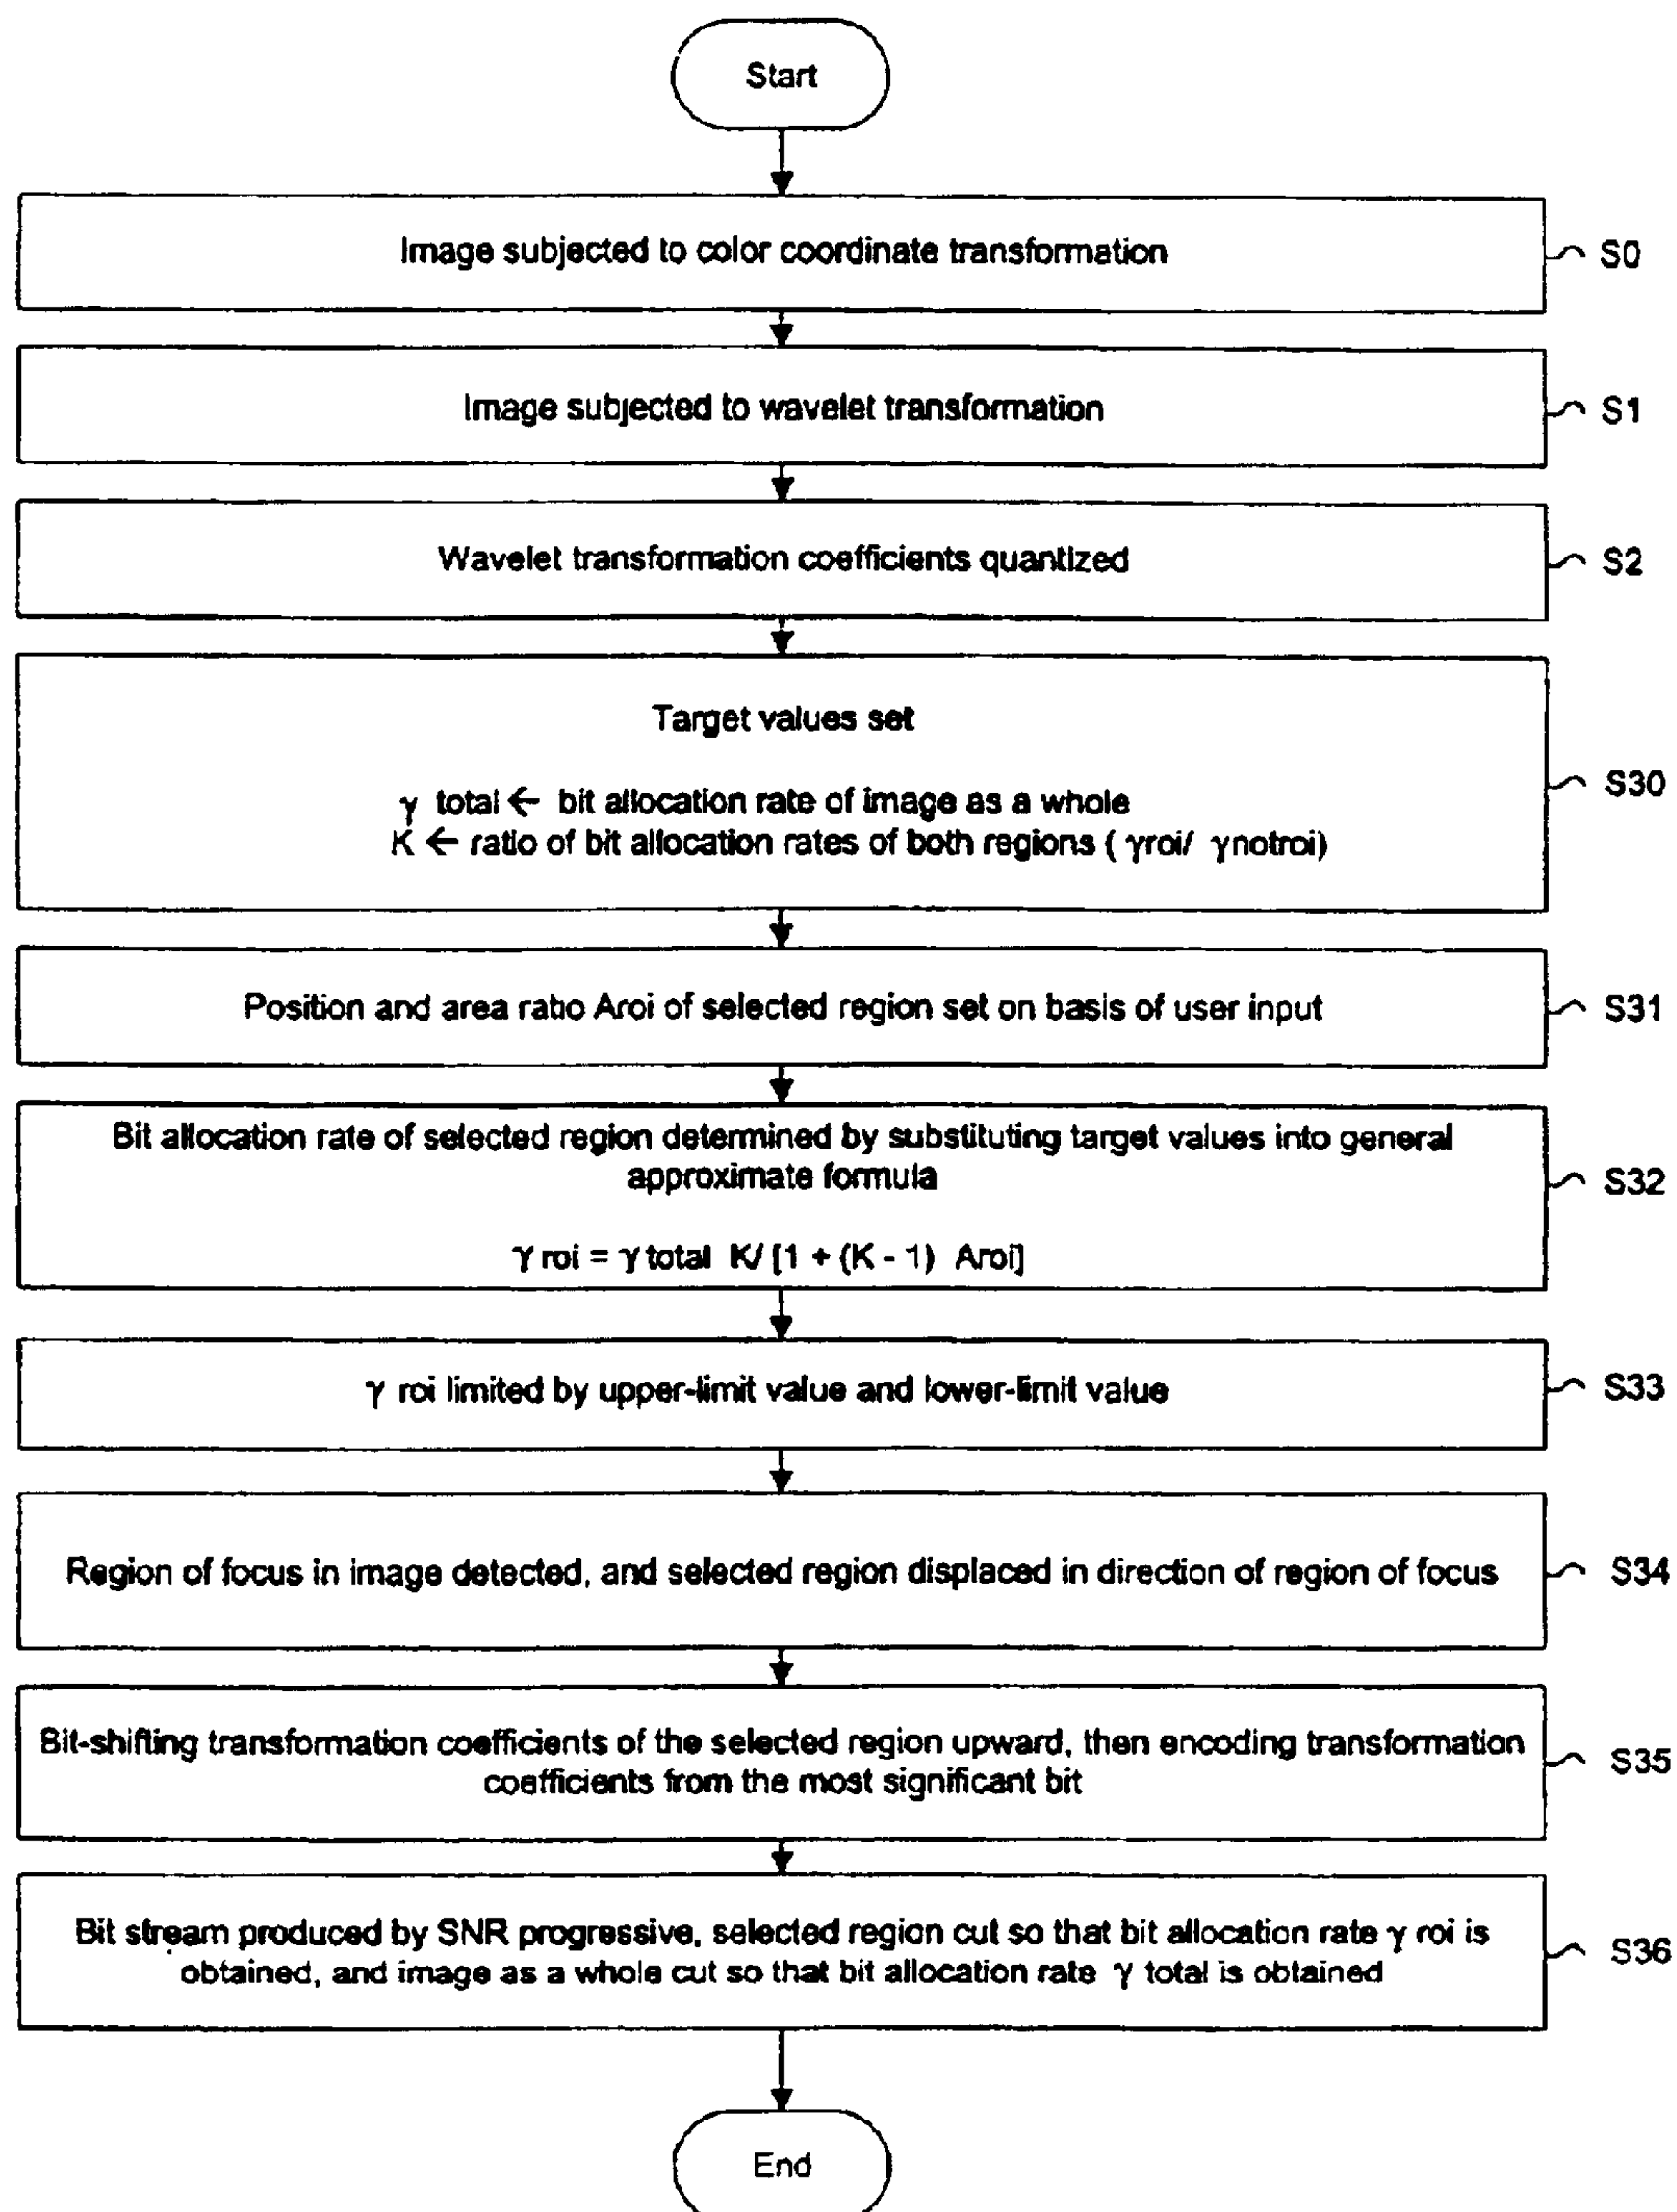 Start
Image subjected to color coordinate transformation
S0
Image subjected to wavelet transformation
S1
Wavelet transformation coefficients quantized
S2
Target values set
γ total ← bit allocation rate of image as a whole
K ← ratio of bit allocation rates of both regions ( γroi/ γnotroi)
S30
Position and area ratio Aroi of selected region set on basis of user input
S31
Bit allocation rate of selected region determined by substituting target values into general
approximate formula
γ roi = γ total K/ [1 + (K - 1) Aroi]
S32
γ roi limited by upper-limit value and lower-limit value
S33
Region of focus in image detected, and selected region displaced in direction of region of focus
S34
Bit-shifting transformation coefficients of the selected region upward, then encoding transformation
coefficients from the most significant bit
S35
Bit stream produced by SNR progressive, selected region cut so that bit allocation rate γ roi is
obtained, and image as a whole cut so that bit allocation rate γ total is obtained
S36
End